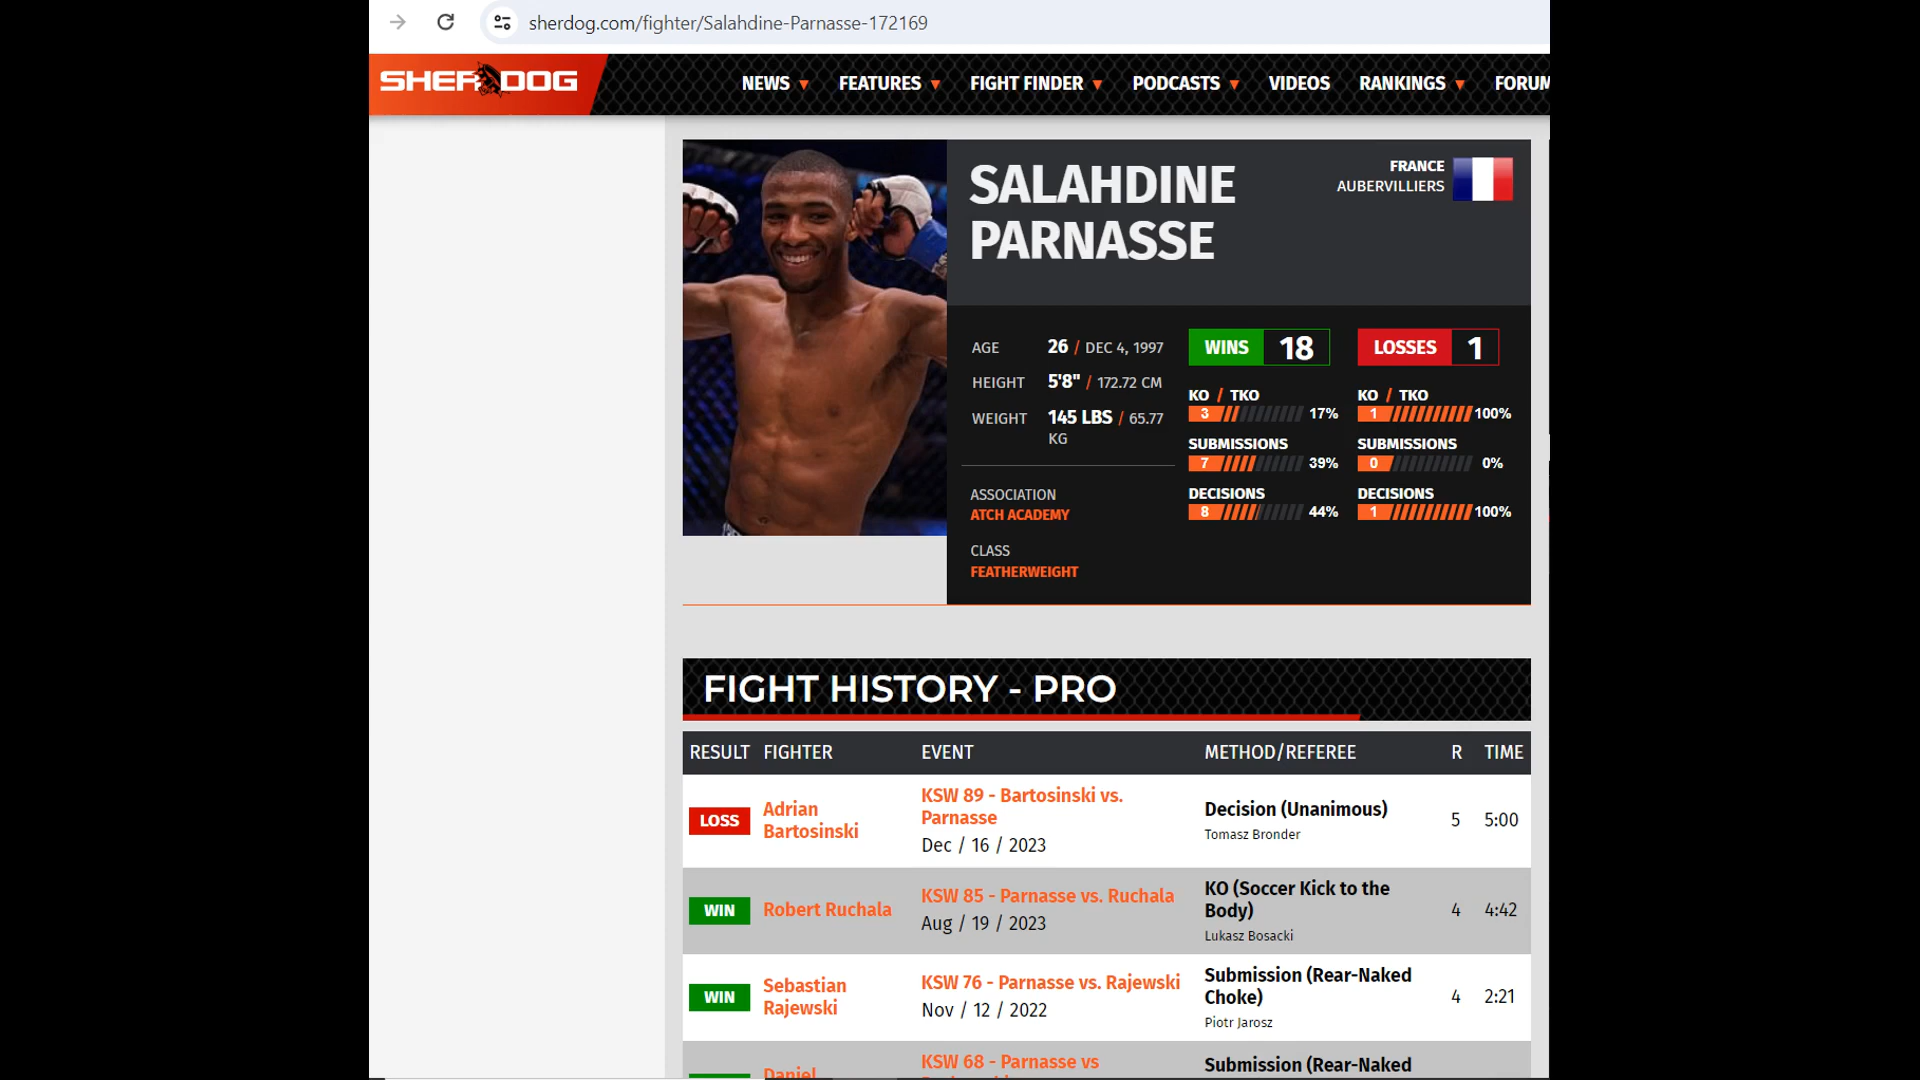 sherdog.com/fighter/Salahdine-Parnasse-172169
SHERDOG
NEWS ▼ FEATURES ▼ FIGHT FINDER ▼ PODCASTS ▼ VIDEOS RANKINGS ▼ FORUM
SALAHDINE
PARNASSE
FRANCE
AUBERVILLIERS
AGE 26 / DEC 4, 1997
HEIGHT 5'8" / 172.72 CM
WEIGHT 145 LBS / 65.77
KG
ASSOCIATION
ATCH ACADEMY
CLASS
FEATHERWEIGHT
WINS 18
KO / TKO
3 17%
SUBMISSIONS
7 39%
DECISIONS
8 44%
LOSSES 1
KO / TKO
1 100%
SUBMISSIONS
0 0%
DECISIONS
1 100%
FIGHT HISTORY - PRO
RESULT FIGHTER EVENT METHOD/REFEREE R TIME
LOSS
Adrian
Bartosinski
KSW 89 - Bartosinski vs.
Parnasse
Dec / 16 / 2023
Decision (Unanimous)
Tomasz Bronder
5 5:00
WIN
Robert Ruchala
KSW 85 - Parnasse vs. Ruchala
Aug / 19 / 2023
KO (Soccer Kick to the
Body)
Lukasz Bosacki
4 4:42
WIN
Sebastian
Rajewski
KSW 76 - Parnasse vs. Rajewski
Nov / 12 / 2022
Submission (Rear-Naked
Choke)
Piotr Jarosz
4 2:21
Daniel
KSW 68 - Parnasse vs
Submission (Rear-Naked